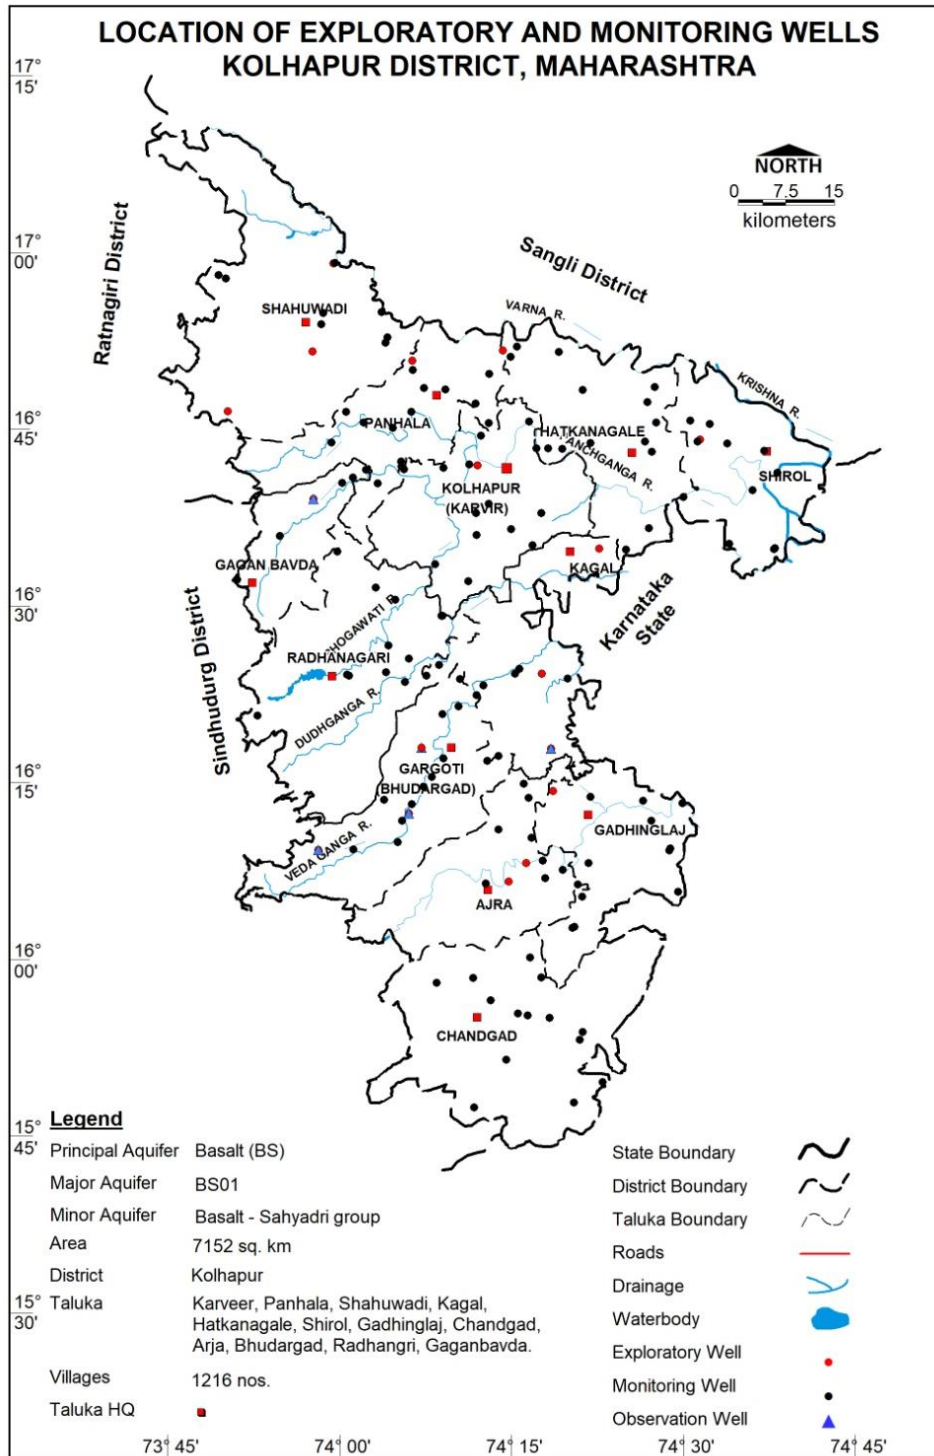 LOCATION OF EXPLORATORY AND MONITORING WELLS
KOLHAPUR DISTRICT, MAHARASHTRA
17°
15'
NORTH
0 7.5 15
kilometers
17°
00'
Ratnagiri District
Sangli District
VARNA R.
SHAHUWADI
KRISHNA R.
16°
45'
PANHALA
HATKANAGALE
PANCHGANGA R.
SHIROL
KOLHAPUR
(KARVIR)
GAGAN BAVDA
KAGAL
16°
30'
Karnataka
State
Sindhudurg District
BHOGAWATI R.
RADHANAGARI
DUDHGANGA R.
16°
15'
GARGOTI
(BHUDARGAD)
GADHINGLAJ
VEDA GANGA R.
AJRA
16°
00'
CHANDGAD
15°
45'
Legend
Principal Aquifer Basalt (BS)
Major Aquifer BS01
Minor Aquifer Basalt - Sahyadri group
Area 7152 sq. km
District Kolhapur
Taluka Karveer, Panhala, Shahuwadi, Kagal,
Hatkanagale, Shirol, Gadhinglaj, Chandgad,
Arja, Bhudargad, Radhangri, Gaganbavda.
Villages 1216 nos.
Taluka HQ
State Boundary
District Boundary
Taluka Boundary
Roads
Drainage
Waterbody
Exploratory Well
Monitoring Well
Observation Well
15°
30'
73°45' 74°00' 74°15' 74°30' 74°45'